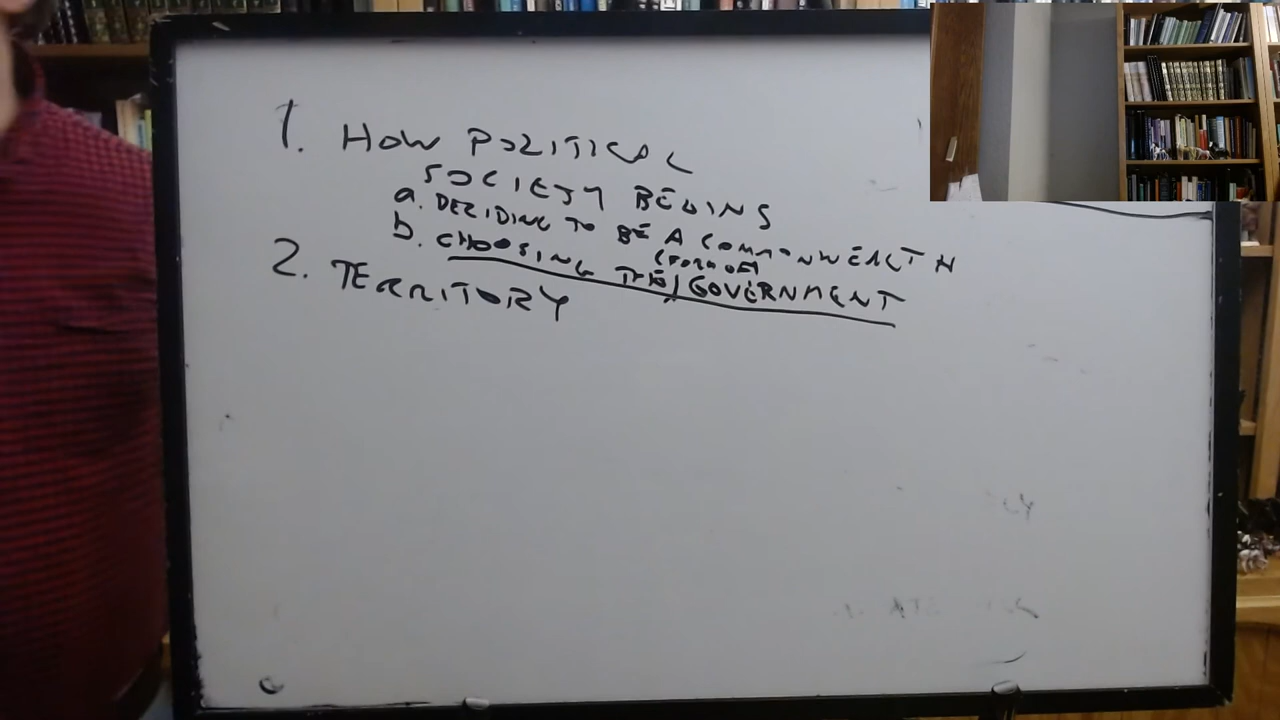 1. HOW POLITICAL
SOCIETY BEGINS
a. DECIDING TO BE A COMMONWEALTH
b. CHOOSING THE (FORM OF) GOVERNMENT
2. TERRITORY